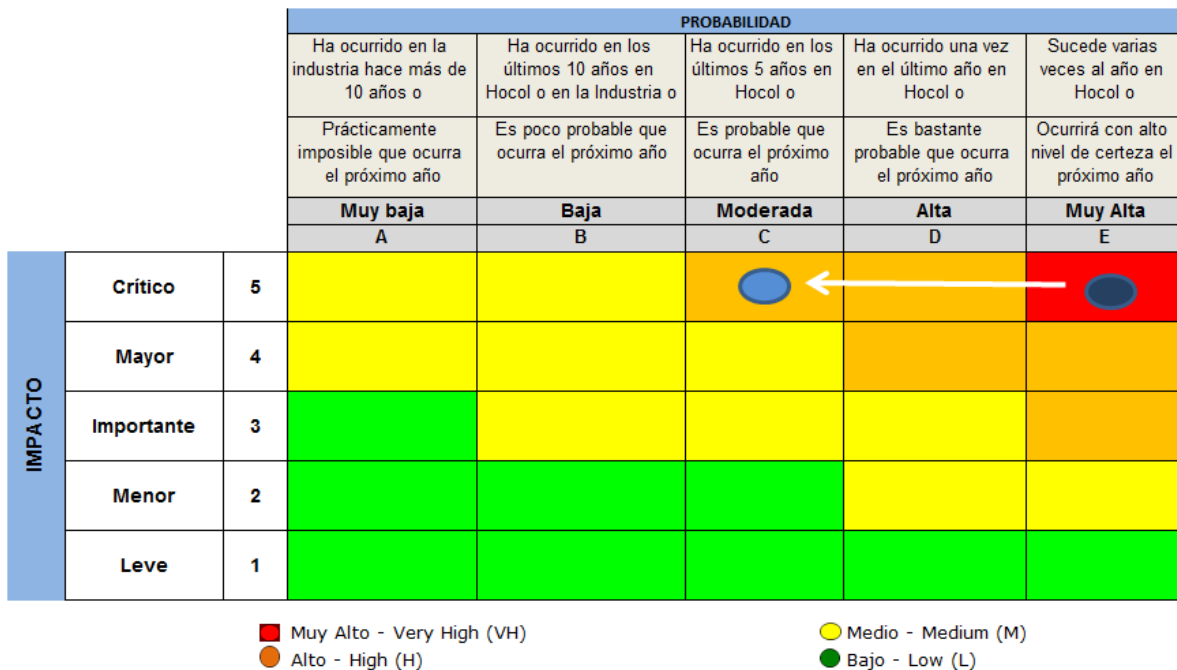 PROBABILIDAD
Ha ocurrido en la
industria hace más de
10 años o
Ha ocurrido en los
últimos 10 años en
Hocol o en la Industria o
Ha ocurrido en los
últimos 5 años en
Hocol o
Ha ocurrido una vez
en el último año en
Hocol o
Sucede varias
veces al año en
Hocol o
Prácticamente
imposible que ocurra
el próximo año
Es poco probable que
ocurra el próximo año
Es probable que
ocurra el próximo
año
Es bastante
probable que ocurra
el próximo año
Ocurrirá con alto
nivel de certeza el
próximo año
Muy baja
Baja
Moderada
Alta
Muy Alta
A
B
C
D
E
IMPACTO
Crítico
5
Mayor
4
Importante
3
Menor
2
Leve
1
Muy Alto - Very High (VH)
Medio - Medium (M)
Alto - High (H)
Bajo - Low (L)